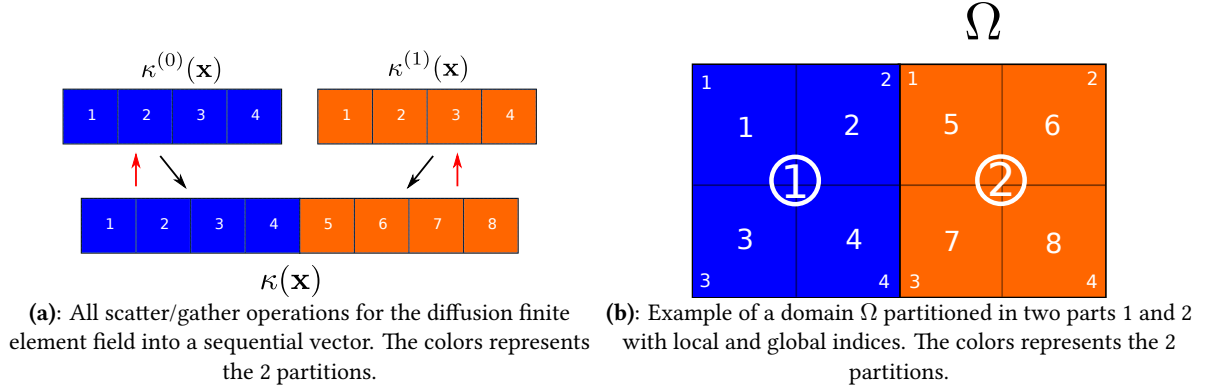 κ^(0)(x) κ^(1)(x)
1 2 3 4 1 2 3 4
1 2 3 4 5 6 7 8
κ(x)
(a): All scatter/gather operations for the diffusion finite
element field into a sequential vector. The colors represents
the 2 partitions.
Ω
1 2 1 2
1 2 5 6
1 2
3 4 7 8
3 4 3 4
(b): Example of a domain Ω partitioned in two parts 1 and 2
with local and global indices. The colors represents the 2
partitions.